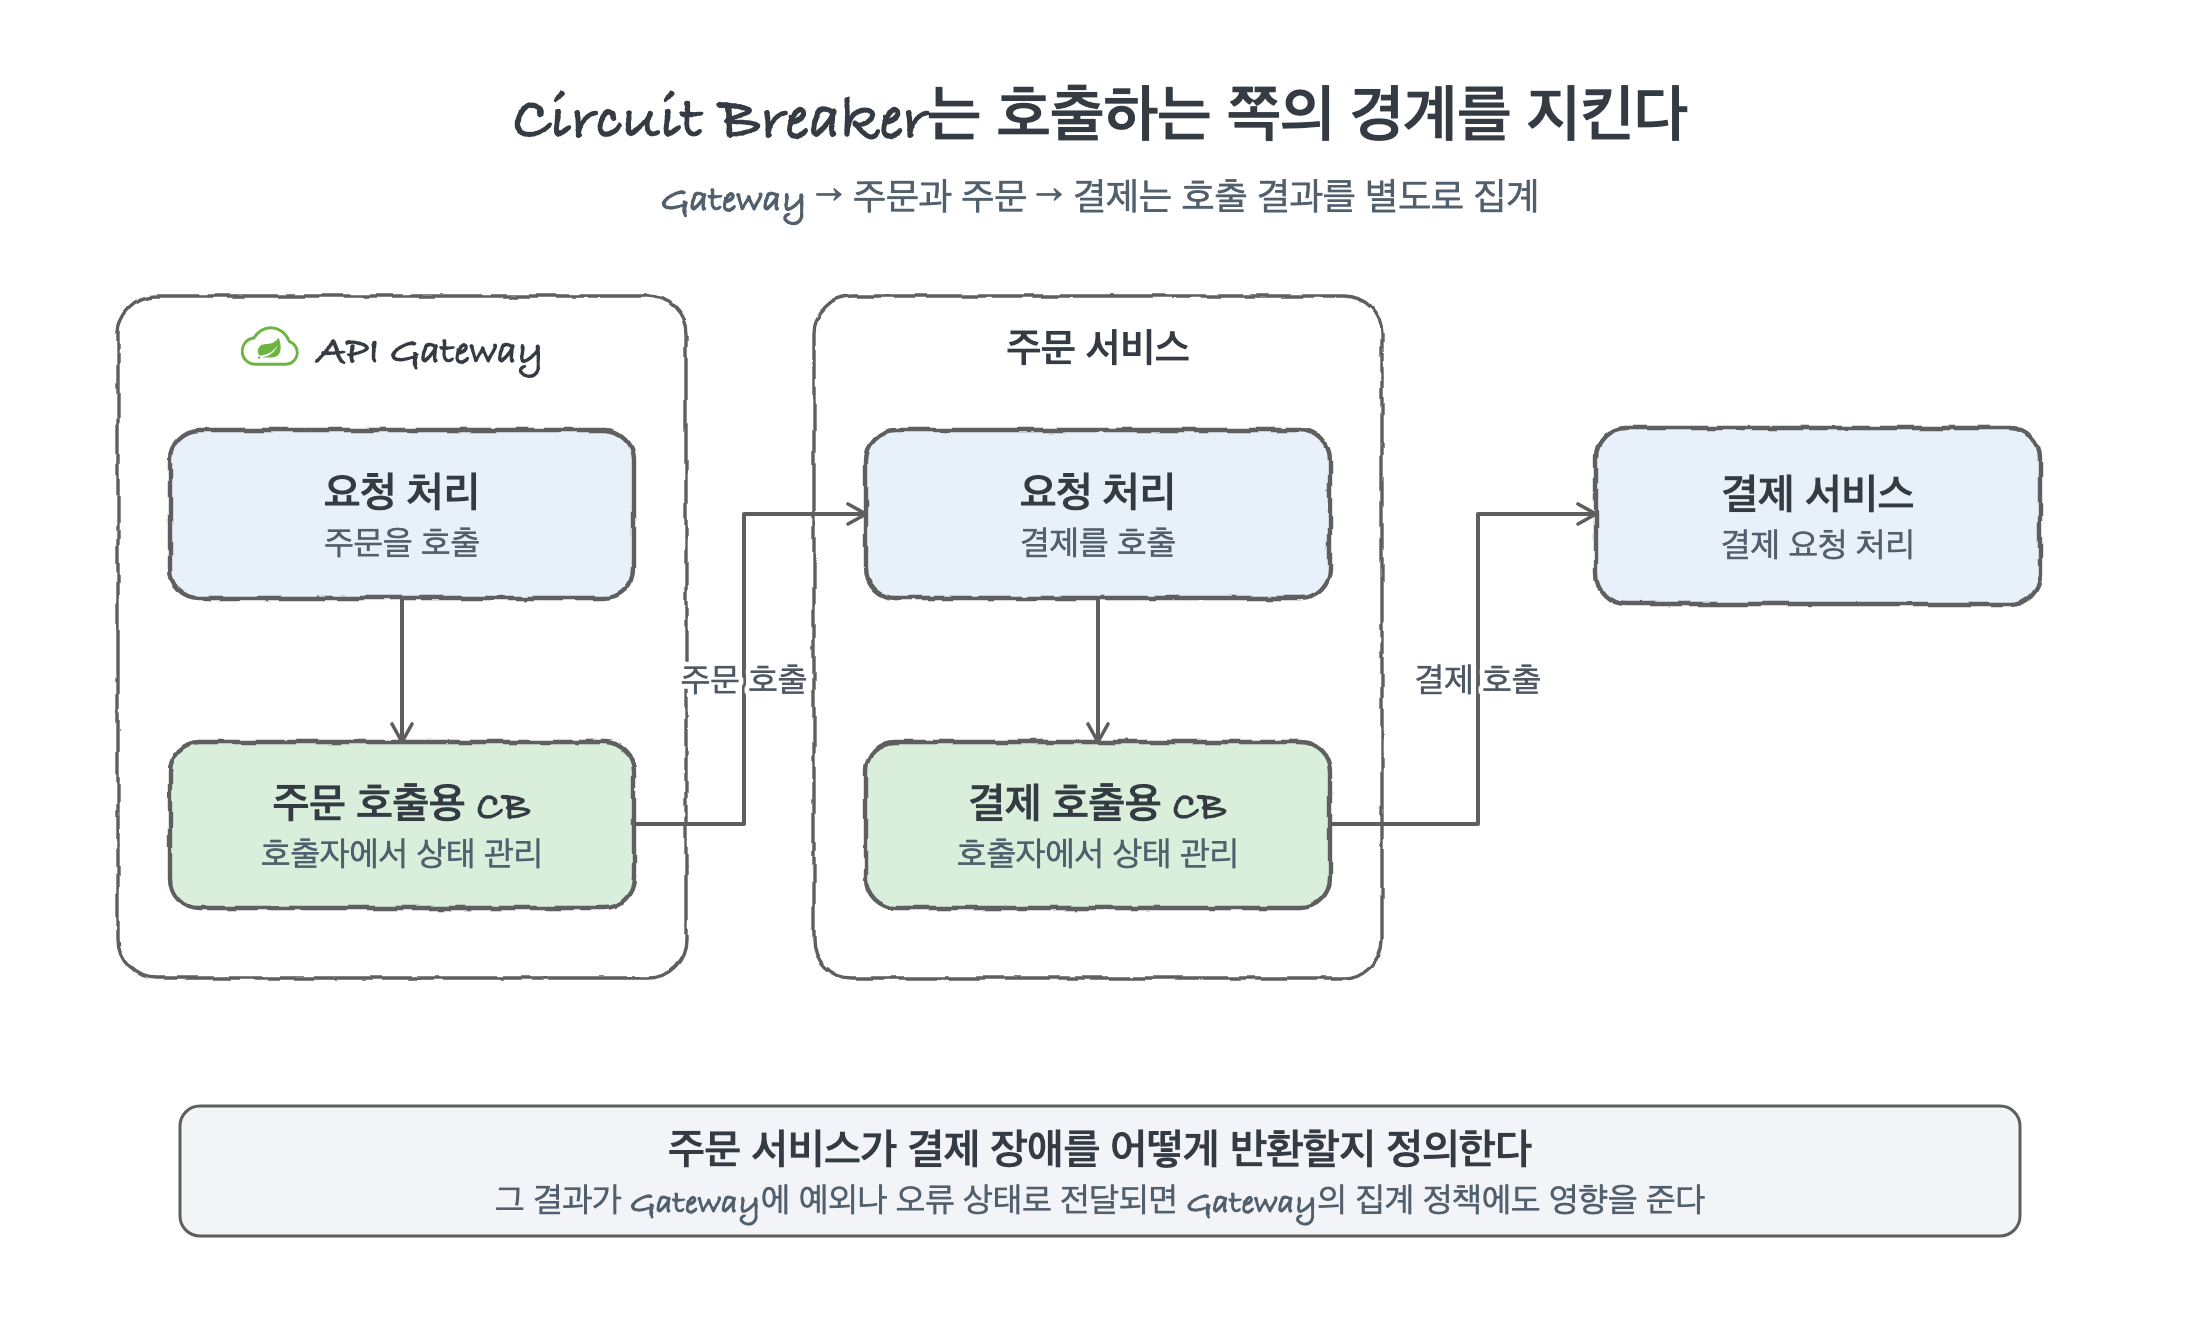 Circuit Breaker는 호출하는 쪽의 경계를 지킨다
Gateway → 주문과 주문 → 결제는 호출 결과를 별도로 집계
API Gateway
요청 처리
주문을 호출
주문 호출용 CB
호출자에서 상태 관리
주문 호출
주문 서비스
요청 처리
결제를 호출
결제 호출용 CB
호출자에서 상태 관리
결제 호출
결제 서비스
결제 요청 처리
주문 서비스가 결제 장애를 어떻게 반환할지 정의한다
그 결과가 Gateway에 예외나 오류 상태로 전달되면 Gateway의 집계 정책에도 영향을 준다